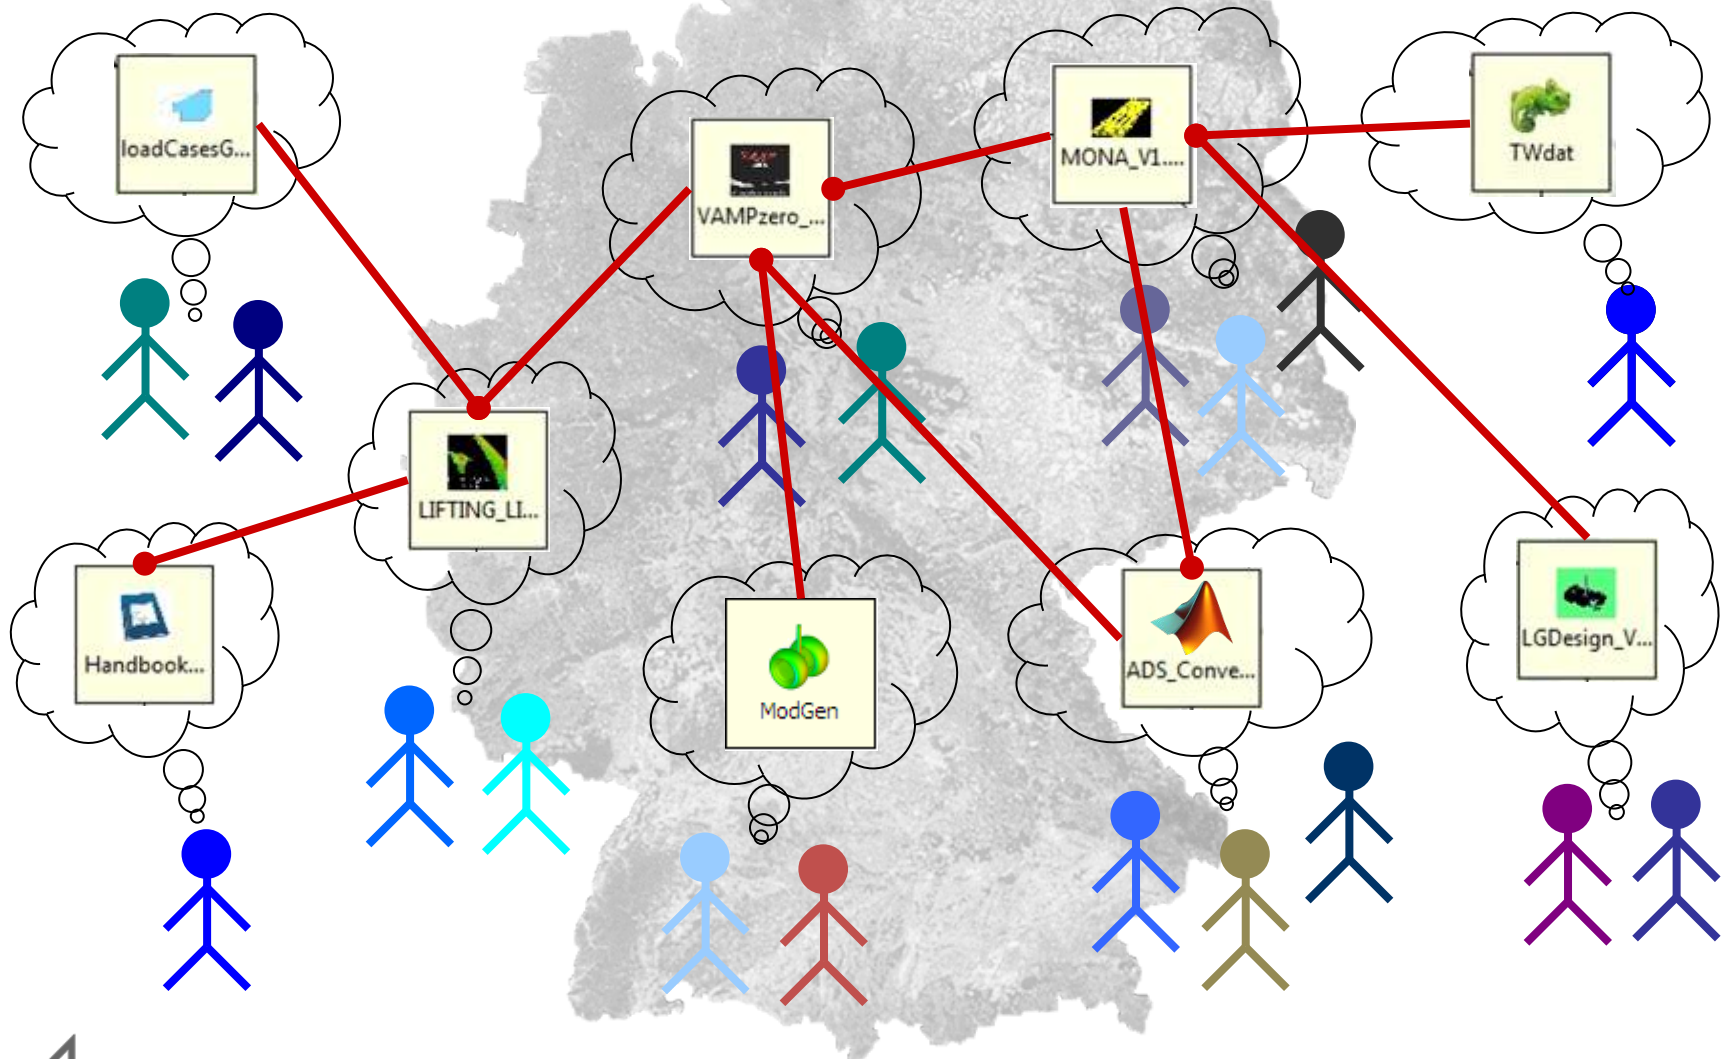 loadCasesG...
VAMPzero_...
MONA_V1....
TWdat
LIFTING_LI...
Handbook...
ModGen
ADS_Conve...
LGDesign_V...